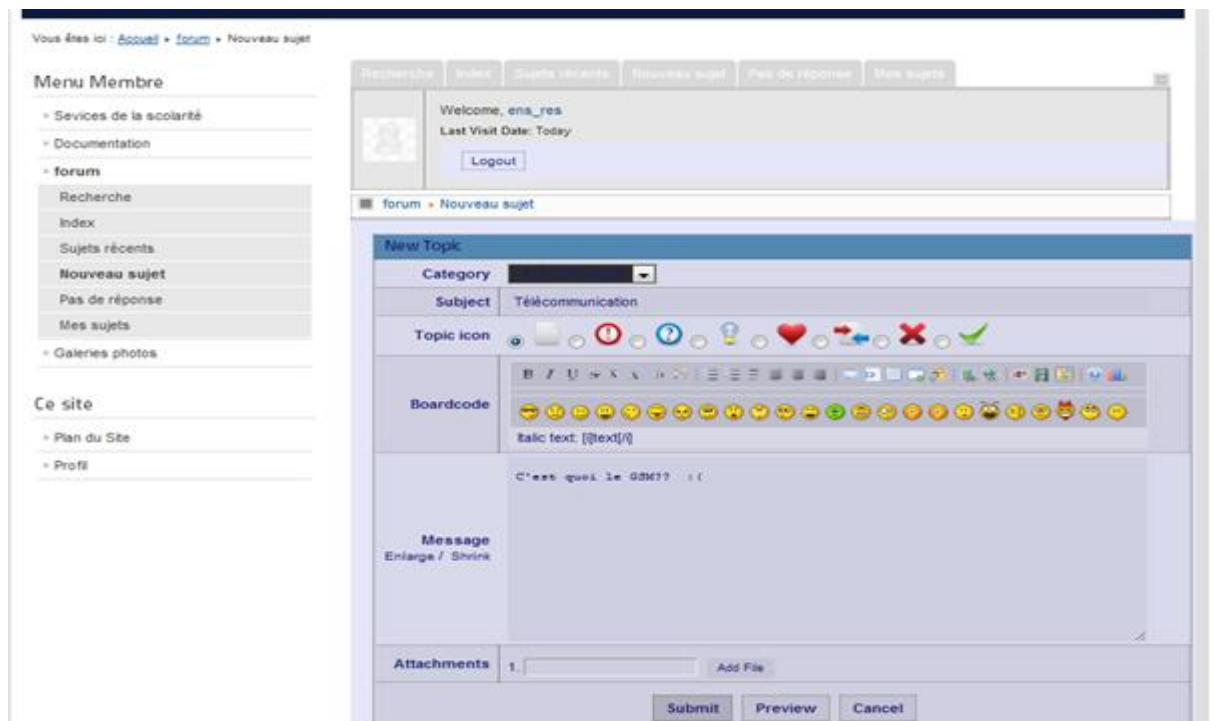 Vous êtes ici : Accueil forum Nouveau sujet
Menu Membre
Sevices de la scolarité
Documentation
forum
Recherche
Index
Sujets récents
Nouveau sujet
Pas de réponse
Mes sujets
Galeries photos
Ce site
Plan du Site
Profil
Recherche Index Sujets récents Nouveau sujet Pas de réponse Mes sujets
Welcome, ens_res
Last Visit Date: Today
Logout
forum Nouveau sujet
New Topic
Category
Subject Télécommunication
Topic icon
B I U
Boardcode
Italic text: [i]text[/i]
C'est quoi le GSM?? :(
Message
Enlarge / Shrink
Attachments 1. Add File
Submit Preview Cancel